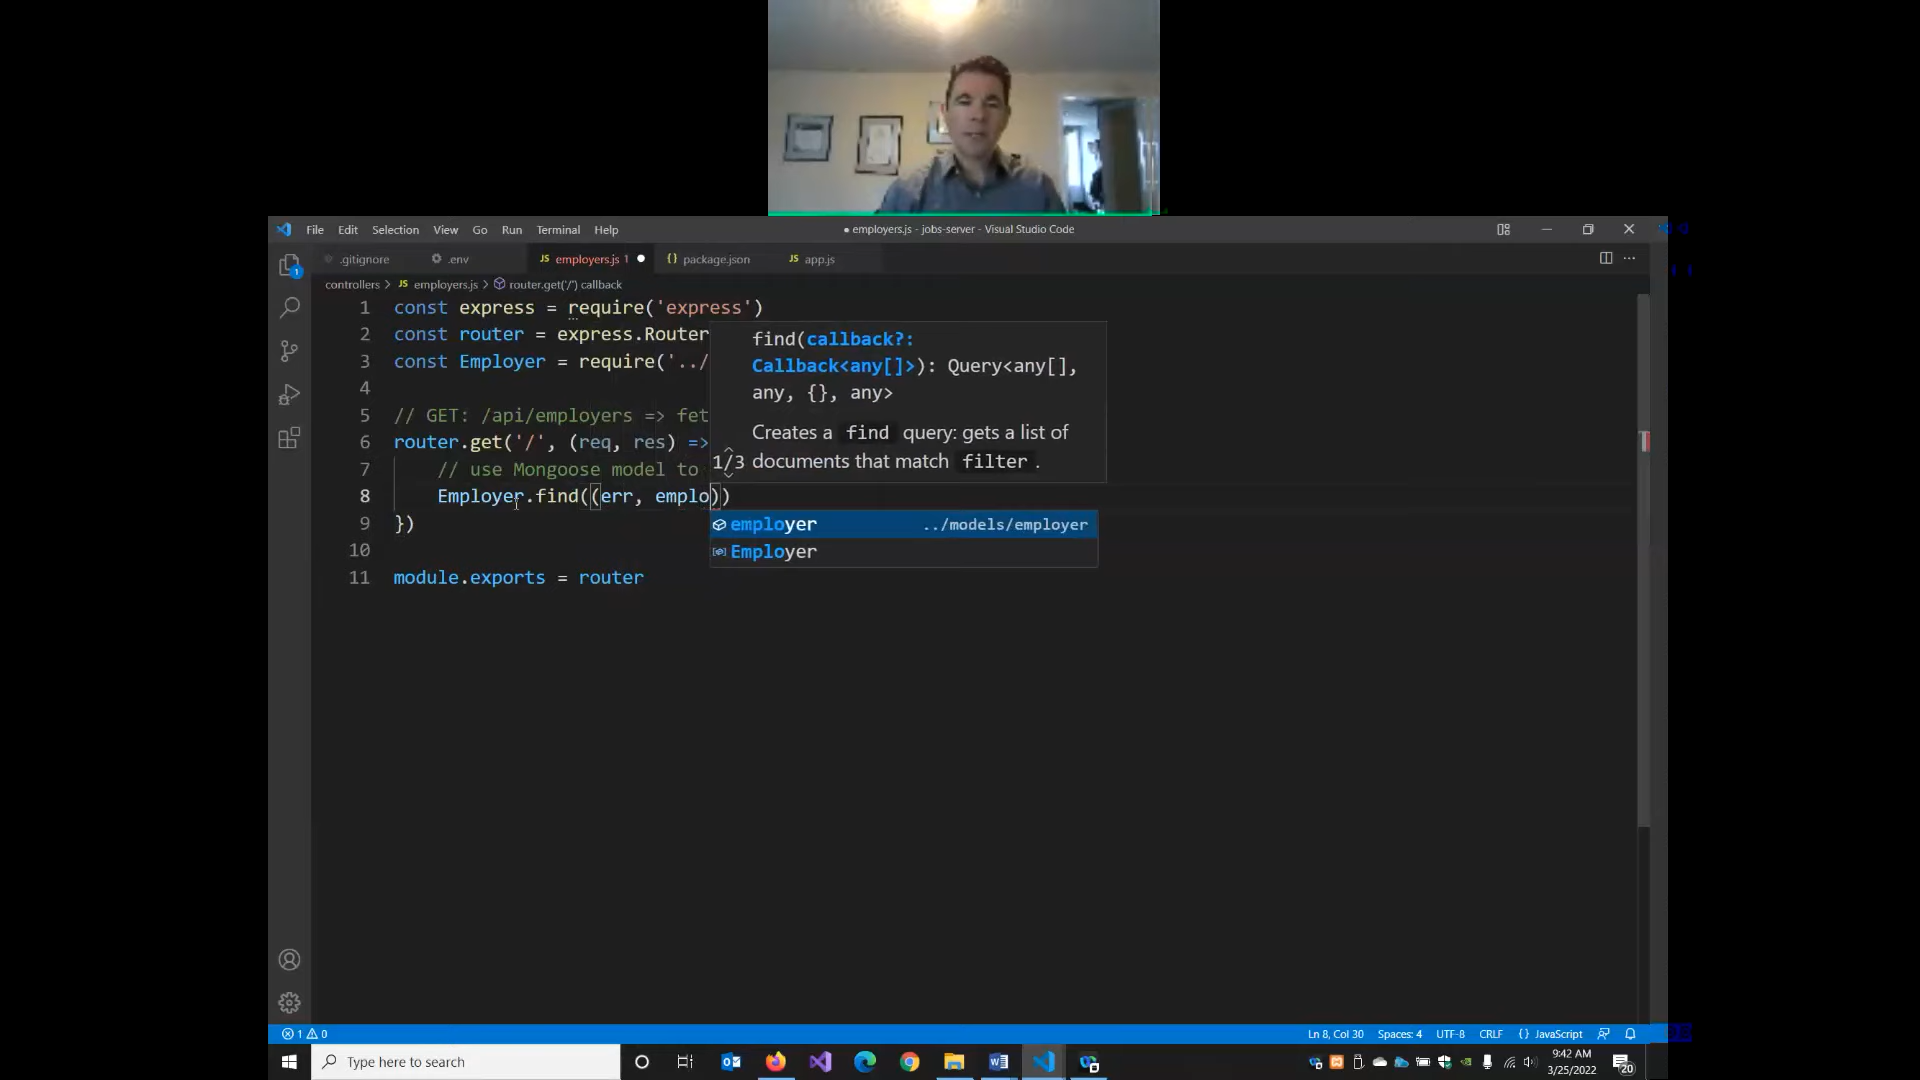 File Edit Selection View Go Run Terminal Help
● employers.js - jobs-server - Visual Studio Code
.gitignore
.env
JS employers.js 1 ●
{} package.json
JS app.js
controllers > JS employers.js > router.get('/') callback
1 const express = require('express')
2 const router = express.Router
3 const Employer = require('../
4
5 // GET: /api/employers => fet
6 router.get('/', (req, res) =>
7 // use Mongoose model to
8 Employer.find((err, emplo))
9 })
10
11 module.exports = router
find(callback?:
Callback<any[]>): Query<any[],
any, {}, any>
Creates a find query: gets a list of
1/3 documents that match filter .
employer ../models/employer
Employer
1
1 0
Ln 8, Col 30 Spaces: 4 UTF-8 CRLF {} JavaScript
Type here to search
9:42 AM
3/25/2022
20